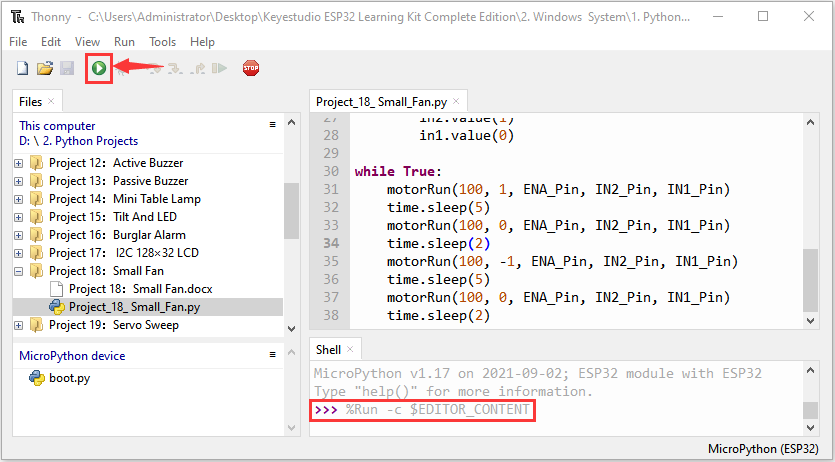 Thonny - C:\Users\Administrator\Desktop\Keyestudio ESP32 Learning Kit Complete Edition\2. Windows System\1. Python...
File Edit View Run Tools Help
STOP
Files
This computer
D: \ 2. Python Projects
Project 12: Active Buzzer
Project 13: Passive Buzzer
Project 14: Mini Table Lamp
Project 15: Tilt And LED
Project 16: Burglar Alarm
Project 17: I2C 128×32 LCD
Project 18: Small Fan
Project 18: Small Fan.docx
Project_18_ Small_Fan.py
Project 19: Servo Sweep
MicroPython device
boot.py
Project_18_ Small_Fan.py
27 in2.value(1)
28 in1.value(0)
29
30 while True:
31 motorRun(100, 1, ENA_Pin, IN2_Pin, IN1_Pin)
32 time.sleep(5)
33 motorRun(100, 0, ENA_Pin, IN2_Pin, IN1_Pin)
34 time.sleep(2)
35 motorRun(100, -1, ENA_Pin, IN2_Pin, IN1_Pin)
36 time.sleep(5)
37 motorRun(100, 0, ENA_Pin, IN2_Pin, IN1_Pin)
38 time.sleep(2)
Shell
MicroPython v1.17 on 2021-09-02; ESP32 module with ESP32
Type "help()" for more information.
>>> %Run -c $EDITOR_CONTENT
MicroPython (ESP32)